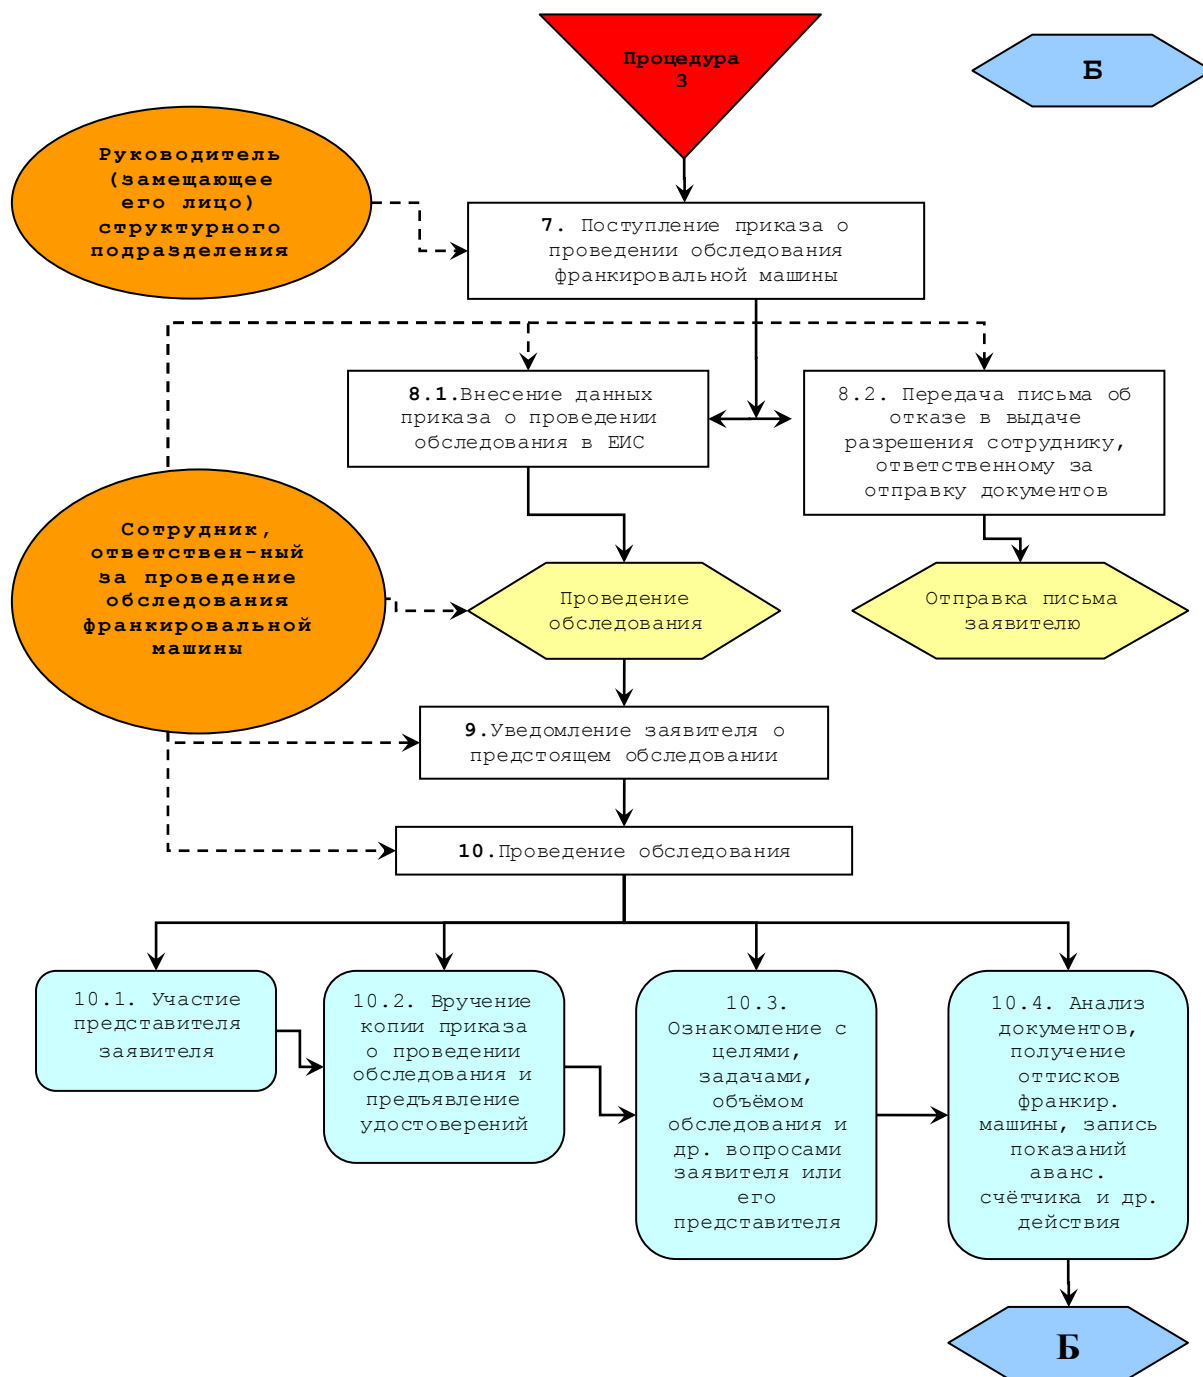 Процедура
3
Б
Руководитель
(замещающее
его лицо)
структурного
подразделения
7. Поступление приказа о
проведении обследования
франкировальной машины
8.1.Внесение данных
приказа о проведении
обследования в ЕИС
8.2. Передача письма об
отказе в выдаче
разрешения сотруднику,
ответственному за
отправку документов
Сотрудник,
ответствен-ный
за проведение
обследования
франкировальной
машины
Проведение
обследования
Отправка письма
заявителю
9.Уведомление заявителя о
предстоящем обследовании
10.Проведение обследования
10.1. Участие
представителя
заявителя
10.2. Вручение
копии приказа
о проведении
обследования и
предъявление
удостоверений
10.3.
Ознакомление с
целями,
задачами,
объёмом
обследования и
др. вопросами
заявителя или
его
представителя
10.4. Анализ
документов,
получение
оттисков
франкир.
машины, запись
показаний
аванс.
счётчика и др.
действия
Б